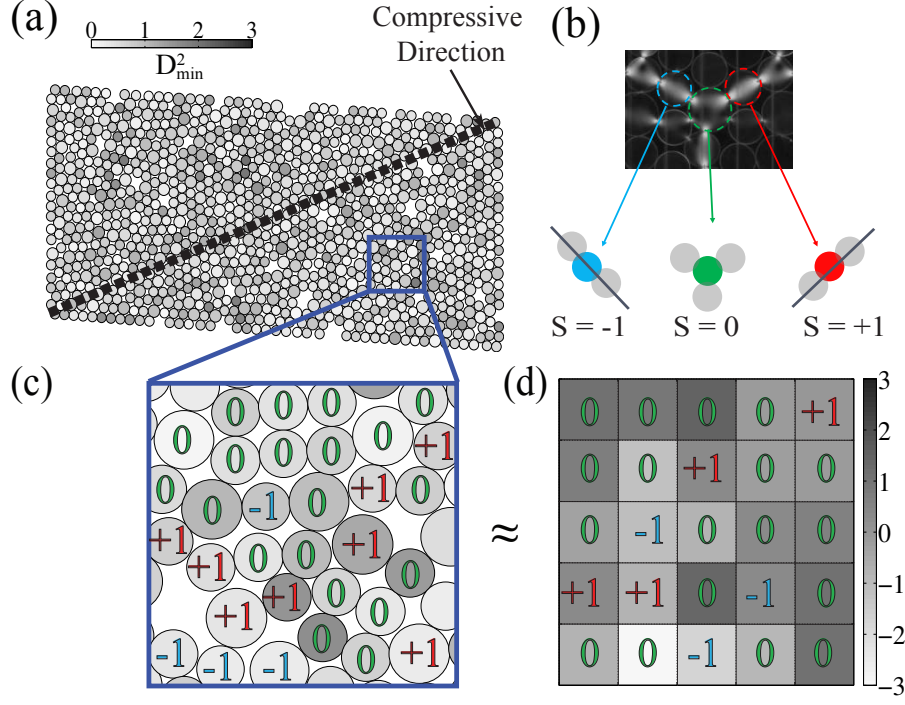 (a)
0 1 2 3
D²min
Compressive
Direction
(b)
S = -1 S = 0 S = +1
(c)
0 0 0
0 0 +1
0 0 0
0 0 -1 0 +1 0
+1 +1 0 0 +1 0
+1 +1 0 0
0 0 +1
-1 -1 -1
≈
(d)
0 0 0 0 +1
0 0 +1 0 0
0 -1 0 0 0
+1 +1 0 -1 0
0 0 -1 0 0
3
2
1
0
−1
−2
−3